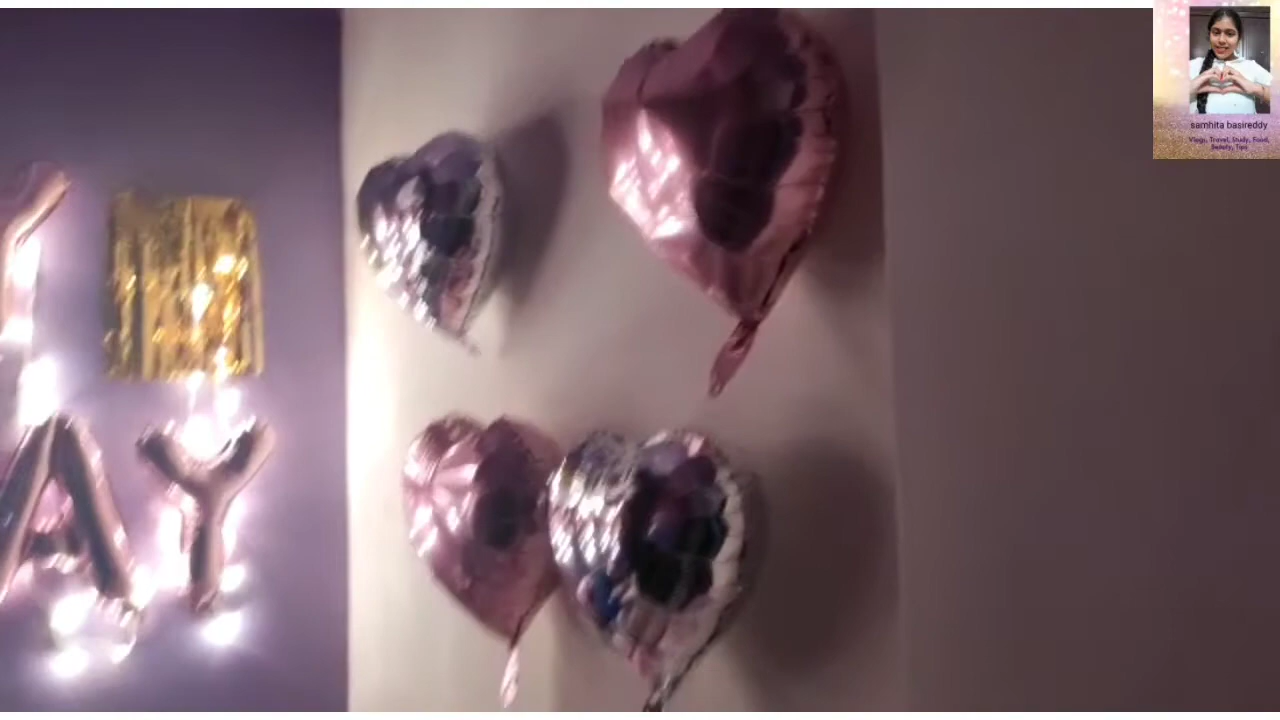 Y
AY
samhita basireddy
Vlogs, Travel, Study, Food,
Beauty, Tips